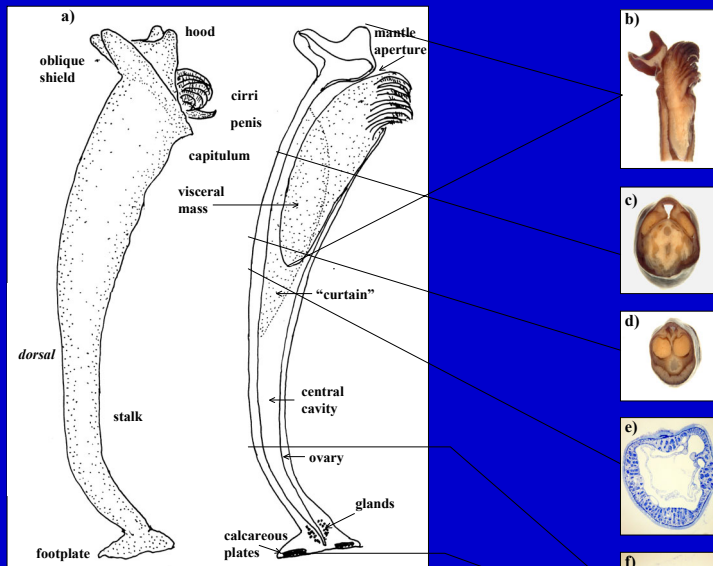 a)
hood
oblique
shield
cirri
penis
capitulum
dorsal
stalk
footplate
mantle
aperture
visceral
mass
“curtain”
central
cavity
ovary
glands
calcareous
plates
b)
c)
d)
e)
f)